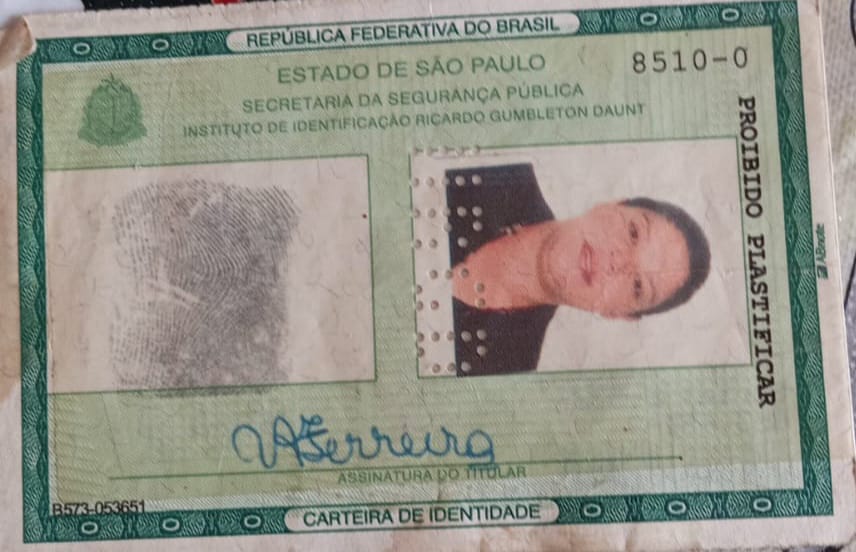 REPÚBLICA FEDERATIVA DO BRASIL
ESTADO DE SÃO PAULO
8510-0
SECRETARIA DA SEGURANÇA PÚBLICA
INSTITUTO DE IDENTIFICAÇÃO RICARDO GUMBLETON DAUNT
PROIBIDO PLASTIFICAR
VAFerreira
ASSINATURA DO TITULAR
B573-053651
CARTEIRA DE IDENTIDADE